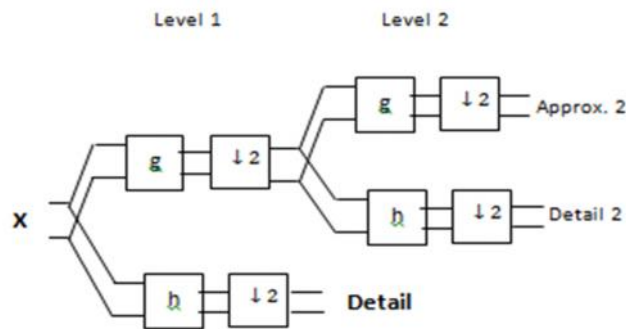 Level 1 Level 2
g ↓2 Approx. 2
g ↓2
X h ↓2 Detail 2
h ↓2 Detail